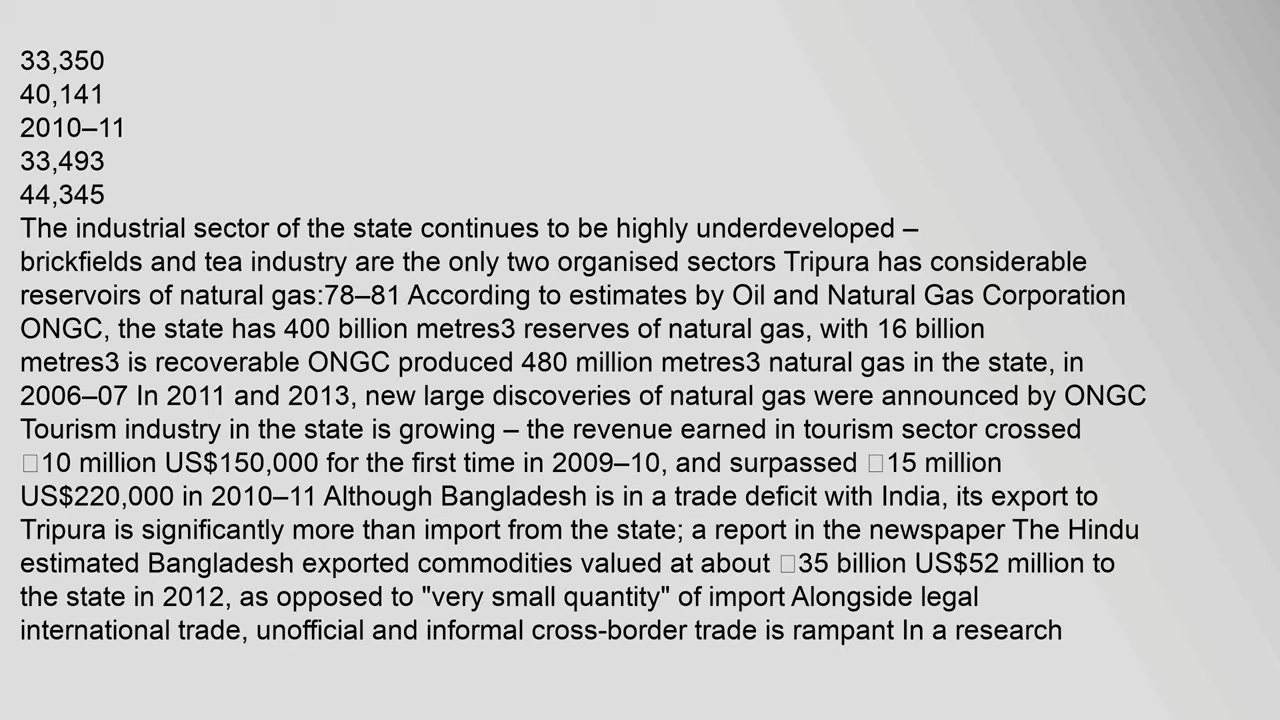 33,350
40,141
2010–11
33,493
44,345
The industrial sector of the state continues to be highly underdeveloped –
brickfields and tea industry are the only two organised sectors Tripura has considerable
reservoirs of natural gas:78–81 According to estimates by Oil and Natural Gas Corporation
ONGC, the state has 400 billion metres3 reserves of natural gas, with 16 billion
metres3 is recoverable ONGC produced 480 million metres3 natural gas in the state, in
2006–07 In 2011 and 2013, new large discoveries of natural gas were announced by ONGC
Tourism industry in the state is growing – the revenue earned in tourism sector crossed
□10 million US$150,000 for the first time in 2009–10, and surpassed □15 million
US$220,000 in 2010–11 Although Bangladesh is in a trade deficit with India, its export to
Tripura is significantly more than import from the state; a report in the newspaper The Hindu
estimated Bangladesh exported commodities valued at about □35 billion US$52 million to
the state in 2012, as opposed to "very small quantity" of import Alongside legal
international trade, unofficial and informal cross-border trade is rampant In a research